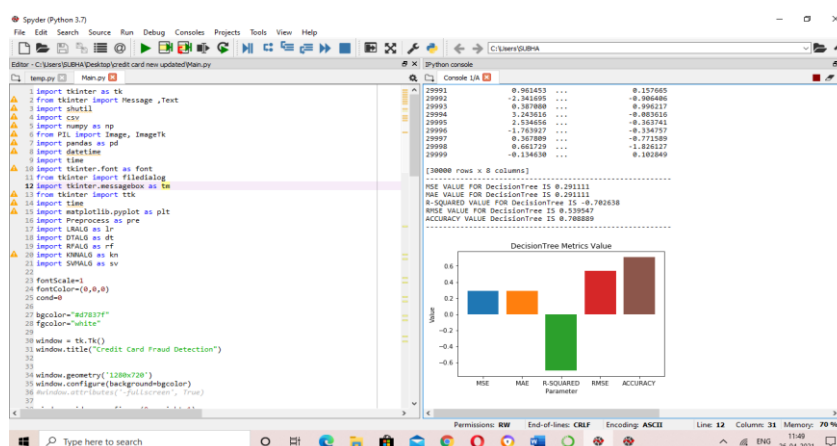 Spyder (Python 3.7)
File Edit Search Source Run Debug Consoles Projects Tools View Help
C:\Users\SUBHA
Editor - C:\Users\SUBHA\Desktop\credit card new updated\Main.py
IPython console
temp.py Main.py
Console 1/A
1 import tkinter as tk
2 from tkinter import Message ,Text
3 import shutil
4 import csv
5 import numpy as np
6 from PIL import Image, ImageTk
7 import pandas as pd
8 import datetime
9 import time
10 import tkinter.font as font
11 from tkinter import filedialog
12 import tkinter.messagebox as tm
13 from tkinter import ttk
14 import time
15 import matplotlib.pyplot as plt
16 import Preprocess as pre
17 import LRALG as lr
18 import DTALG as dt
19 import RFALG as rf
20 import KNNALG as kn
21 import SVMALG as sv
22
23 fontScale=1
24 fontColor=(0,0,0)
25 cond=0
26
27 bgcolor="#d7837f"
28 fgcolor="white"
29
30 window = tk.Tk()
31 window.title("Credit Card Fraud Detection")
32
33
34 window.geometry('1280x720')
35 window.configure(background=bgcolor)
36 #window.attributes('-fullscreen', True)
37
29991 0.961453 ... 0.157665
29992 -2.341695 ... -0.906406
29993 0.387080 ... 0.996217
29994 3.243616 ... -0.083616
29995 2.534656 ... -0.363741
29996 -1.763927 ... -0.334757
29997 0.367809 ... -0.771589
29998 0.661729 ... -1.826127
29999 -0.134630 ... 0.102849
[30000 rows x 8 columns]
MSE VALUE FOR DecisionTree IS 0.291111
MAE VALUE FOR DecisionTree IS 0.291111
R-SQUARED VALUE FOR DecisionTree IS -0.702638
RMSE VALUE FOR DecisionTree IS 0.539547
ACCURACY VALUE DecisionTree IS 0.708889
DecisionTree Metrics Value
0.6
0.4
0.2
0.0
−0.2
−0.4
−0.6
Value
MSE MAE R-SQUARED RMSE ACCURACY
Parameter
Permissions: RW End-of-lines: CRLF Encoding: ASCII Line: 12 Column: 31 Memory: 70%
Type here to search
ENG
11:49